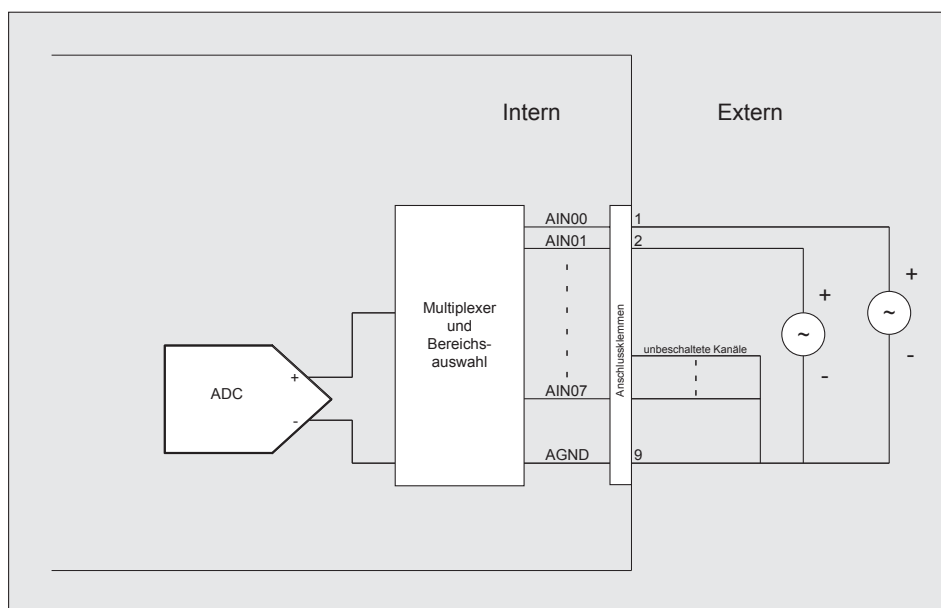 Intern
Extern
AIN00
1
AIN01
2
Multiplexer
und
Bereichs-
auswahl
Anschlussklemmen
unbeschaltete Kanäle
+
~
-
+
~
-
ADC
+
-
AIN07
AGND
9